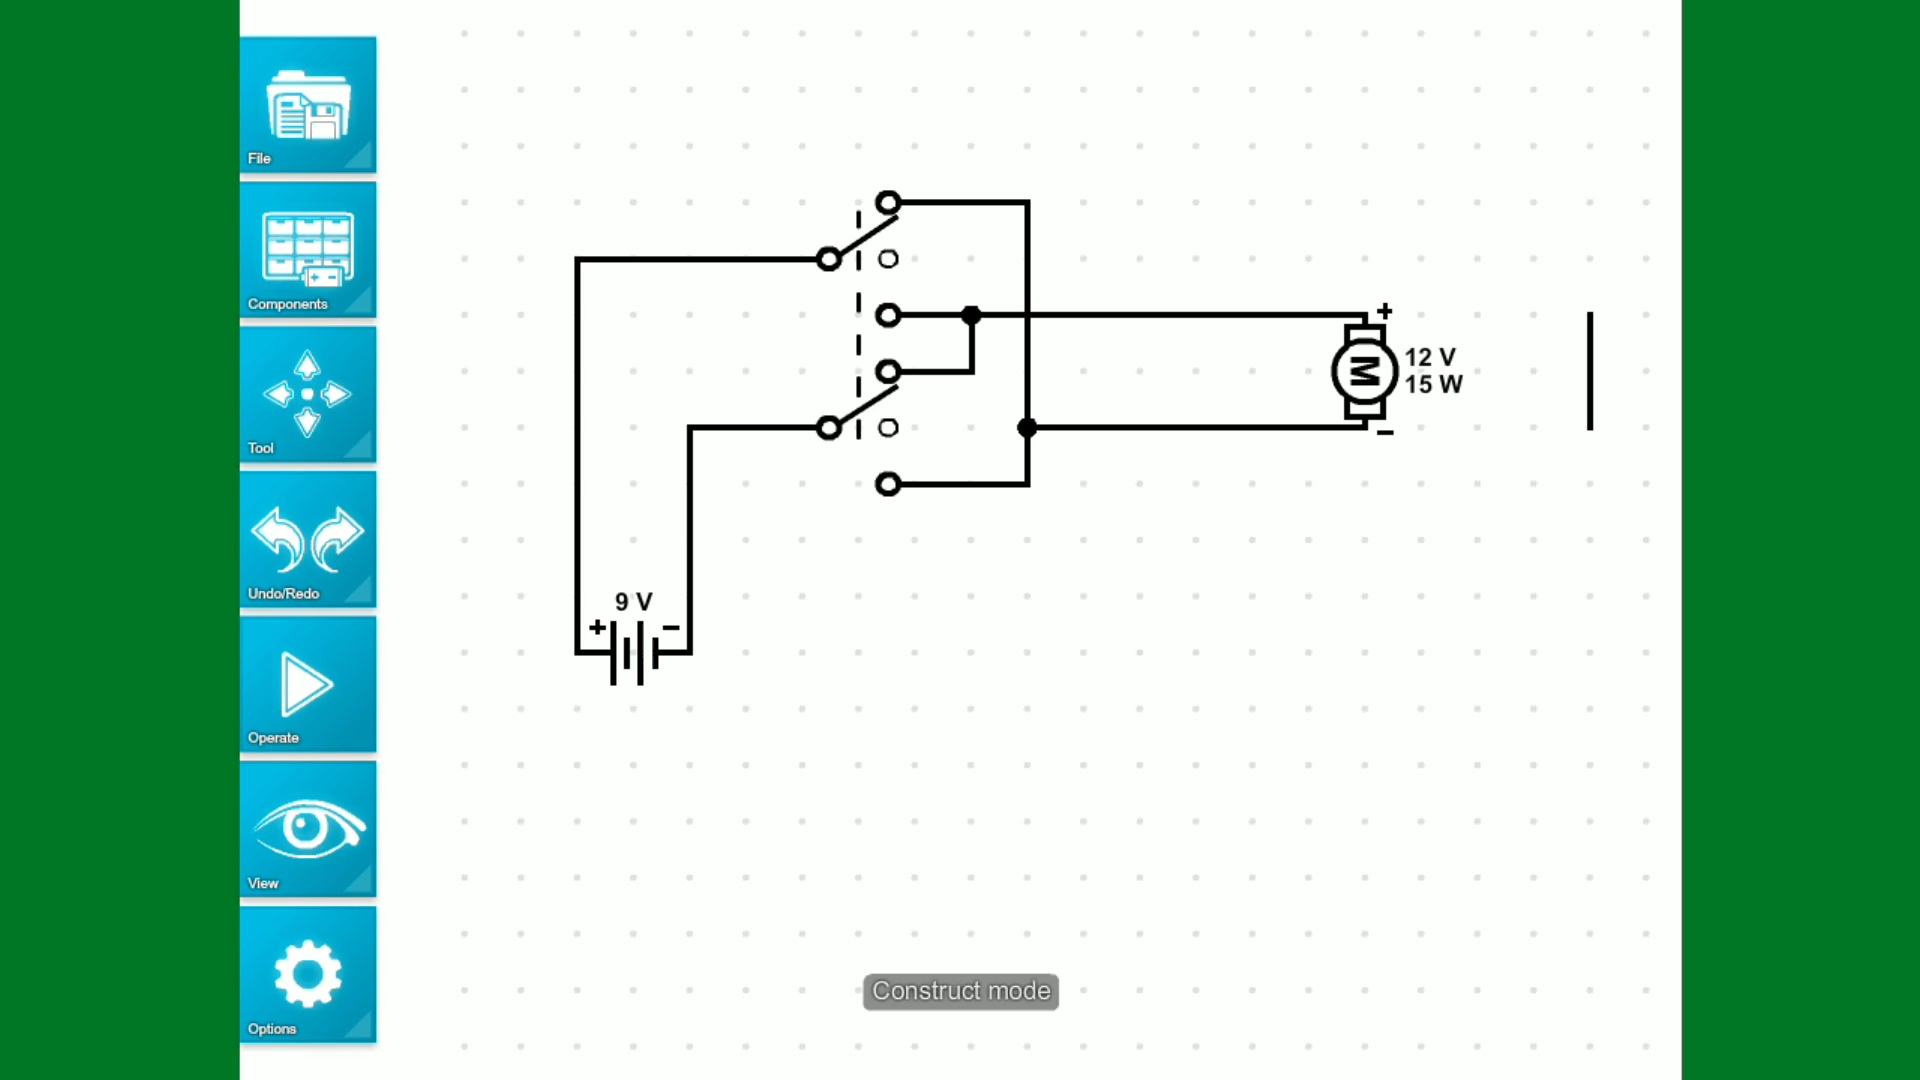 File
Components
Tool
Undo/Redo
Operate
View
Options
+
M
12 V
15 W
−
9 V
+ −
Construct mode